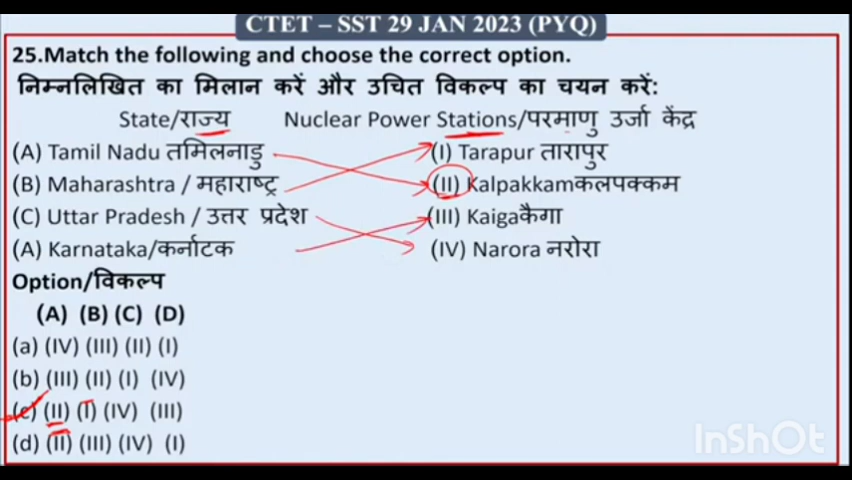 CTET – SST 29 JAN 2023 (PYQ)
25.Match the following and choose the correct option.
निम्नलिखित का मिलान करें और उचित विकल्प का चयन करें:
State/राज्य Nuclear Power Stations/परमाणु उर्जा केंद्र
(A) Tamil Nadu तमिलनाडु (I) Tarapur तारापुर
(B) Maharashtra / महाराष्ट्र (II) Kalpakkamकलपक्कम
(C) Uttar Pradesh / उत्तर प्रदेश (III) Kaigaकैगा
(A) Karnataka/कर्नाटक (IV) Narora नरोरा
Option/विकल्प
(A) (B) (C) (D)
(a) (IV) (III) (II) (I)
(b) (III) (II) (I) (IV)
(c) (II) (I) (IV) (III)
(d) (II) (III) (IV) (I)
InShOt